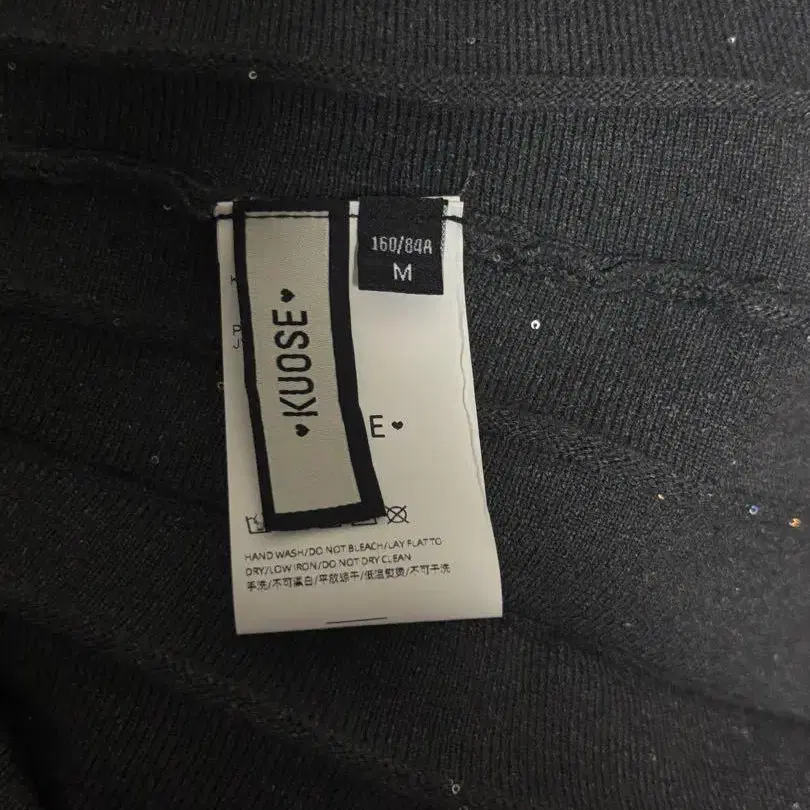 160/84A
M
♥KUOSE♥
E♥
HAND WASH/DO NOT BLEACH/LAY FLAT TO
DRY/LOW IRON/DO NOT DRY CLEAN
手洗/不可漂白/平放晾干/低温熨烫/不可干洗